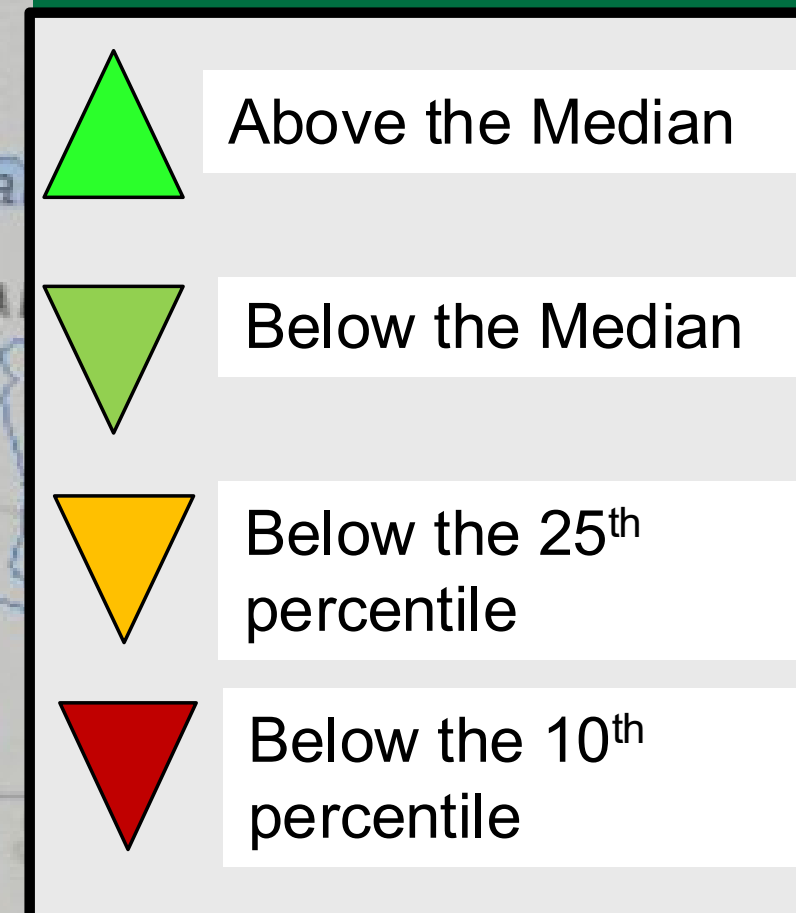 Above the Median
Below the Median
Below the 25th
percentile
Below the 10th
percentile